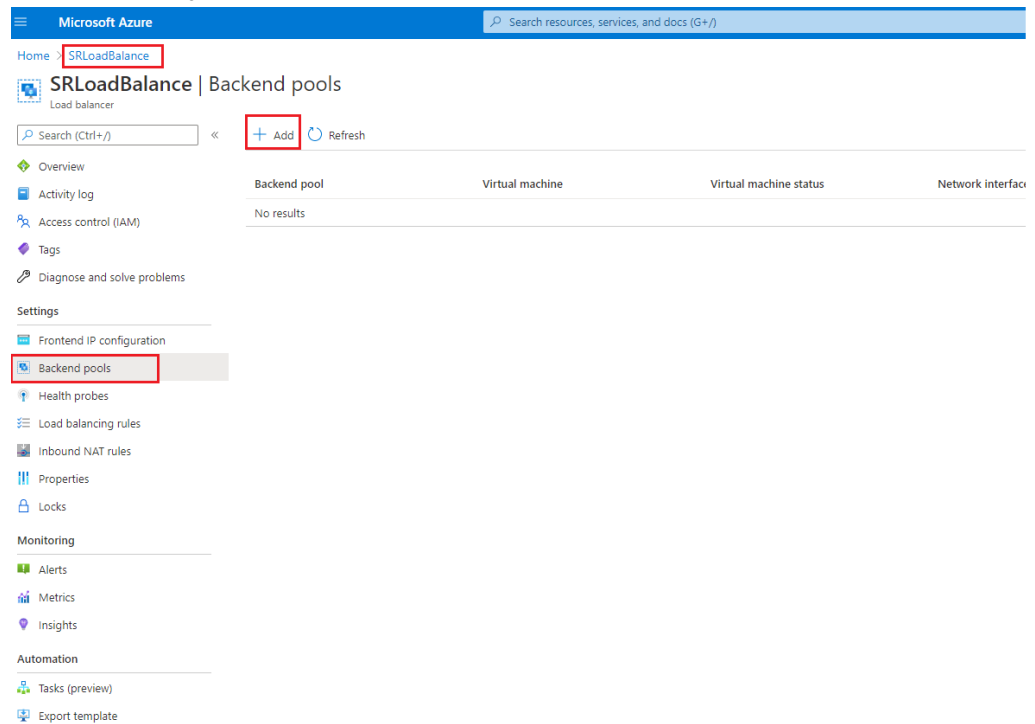 Microsoft Azure
Search resources, services, and docs (G+/)
Home > SRLoadBalance
SRLoadBalance | Backend pools
Load balancer
Search (Ctrl+/)
«
+ Add
Refresh
Overview
Activity log
Access control (IAM)
Tags
Diagnose and solve problems
Settings
Frontend IP configuration
Backend pools
Health probes
Load balancing rules
Inbound NAT rules
Properties
Locks
Monitoring
Alerts
Metrics
Insights
Automation
Tasks (preview)
Export template
Backend pool Virtual machine Virtual machine status Network interface
No results